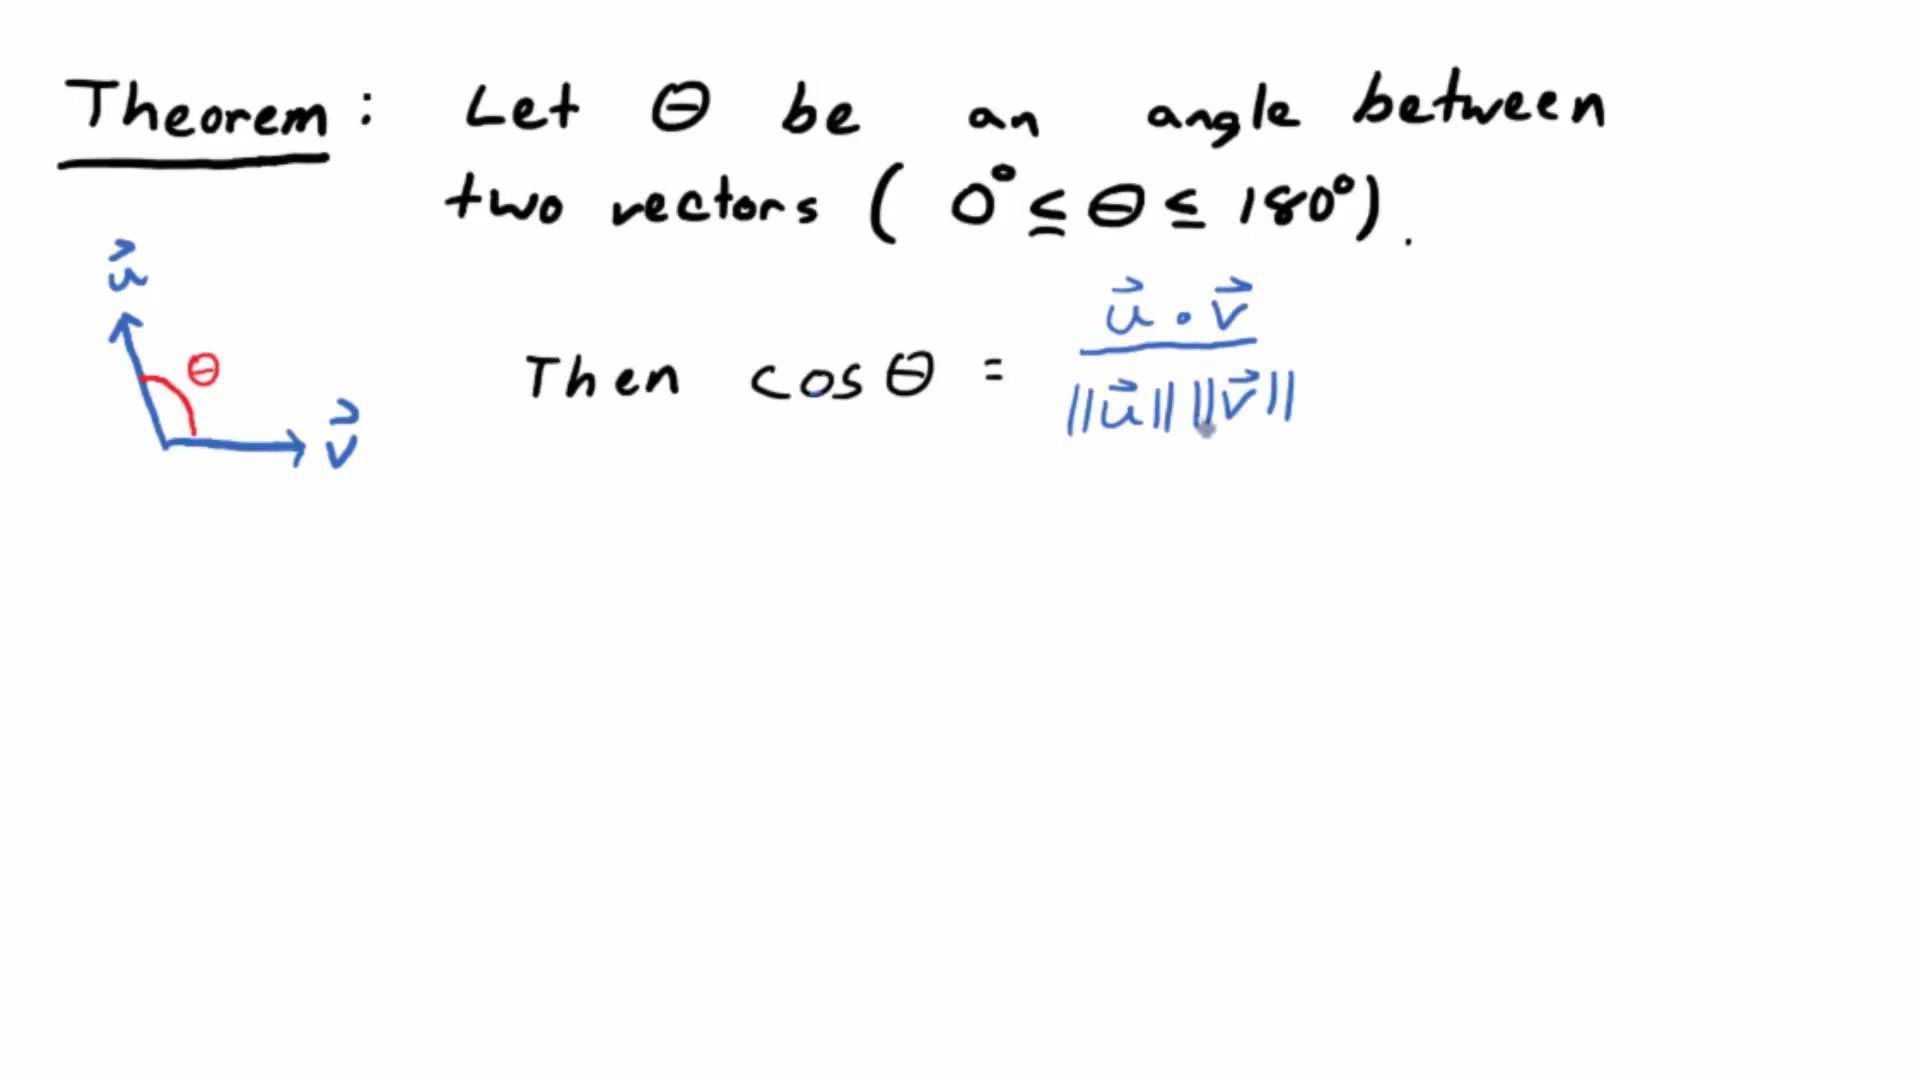 Theorem: Let θ be an angle between
two vectors (0° ≤ θ ≤ 180°).
u⃗
θ
v⃗
Then cos θ = u⃗ · v⃗ / ‖u⃗‖ ‖v⃗‖